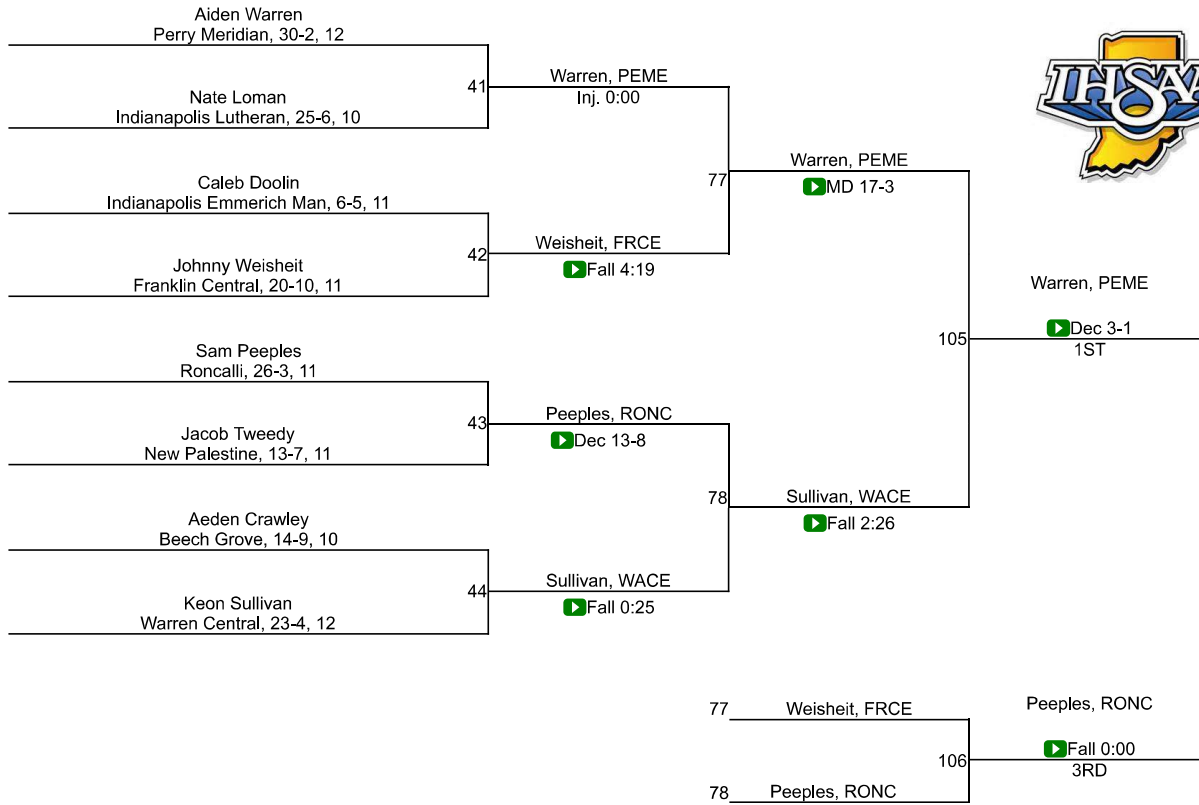 Aiden Warren
Perry Meridian, 30-2, 12
Nate Loman
Indianapolis Lutheran, 25-6, 10
Caleb Doolin
Indianapolis Emmerich Man, 6-5, 11
Johnny Weisheit
Franklin Central, 20-10, 11
Sam Peeples
Roncalli, 26-3, 11
Jacob Tweedy
New Palestine, 13-7, 11
Aeden Crawley
Beech Grove, 14-9, 10
Keon Sullivan
Warren Central, 23-4, 12
41
Warren, PEME
Inj. 0:00
42
Weisheit, FRCE
Fall 4:19
43
Peeples, RONC
Dec 13-8
44
Sullivan, WACE
Fall 0:25
77
Warren, PEME
MD 17-3
78
Sullivan, WACE
Fall 2:26
105
Warren, PEME
Dec 3-1
1ST
77
Weisheit, FRCE
78
Peeples, RONC
106
Peeples, RONC
Fall 0:00
3RD
IHSAA